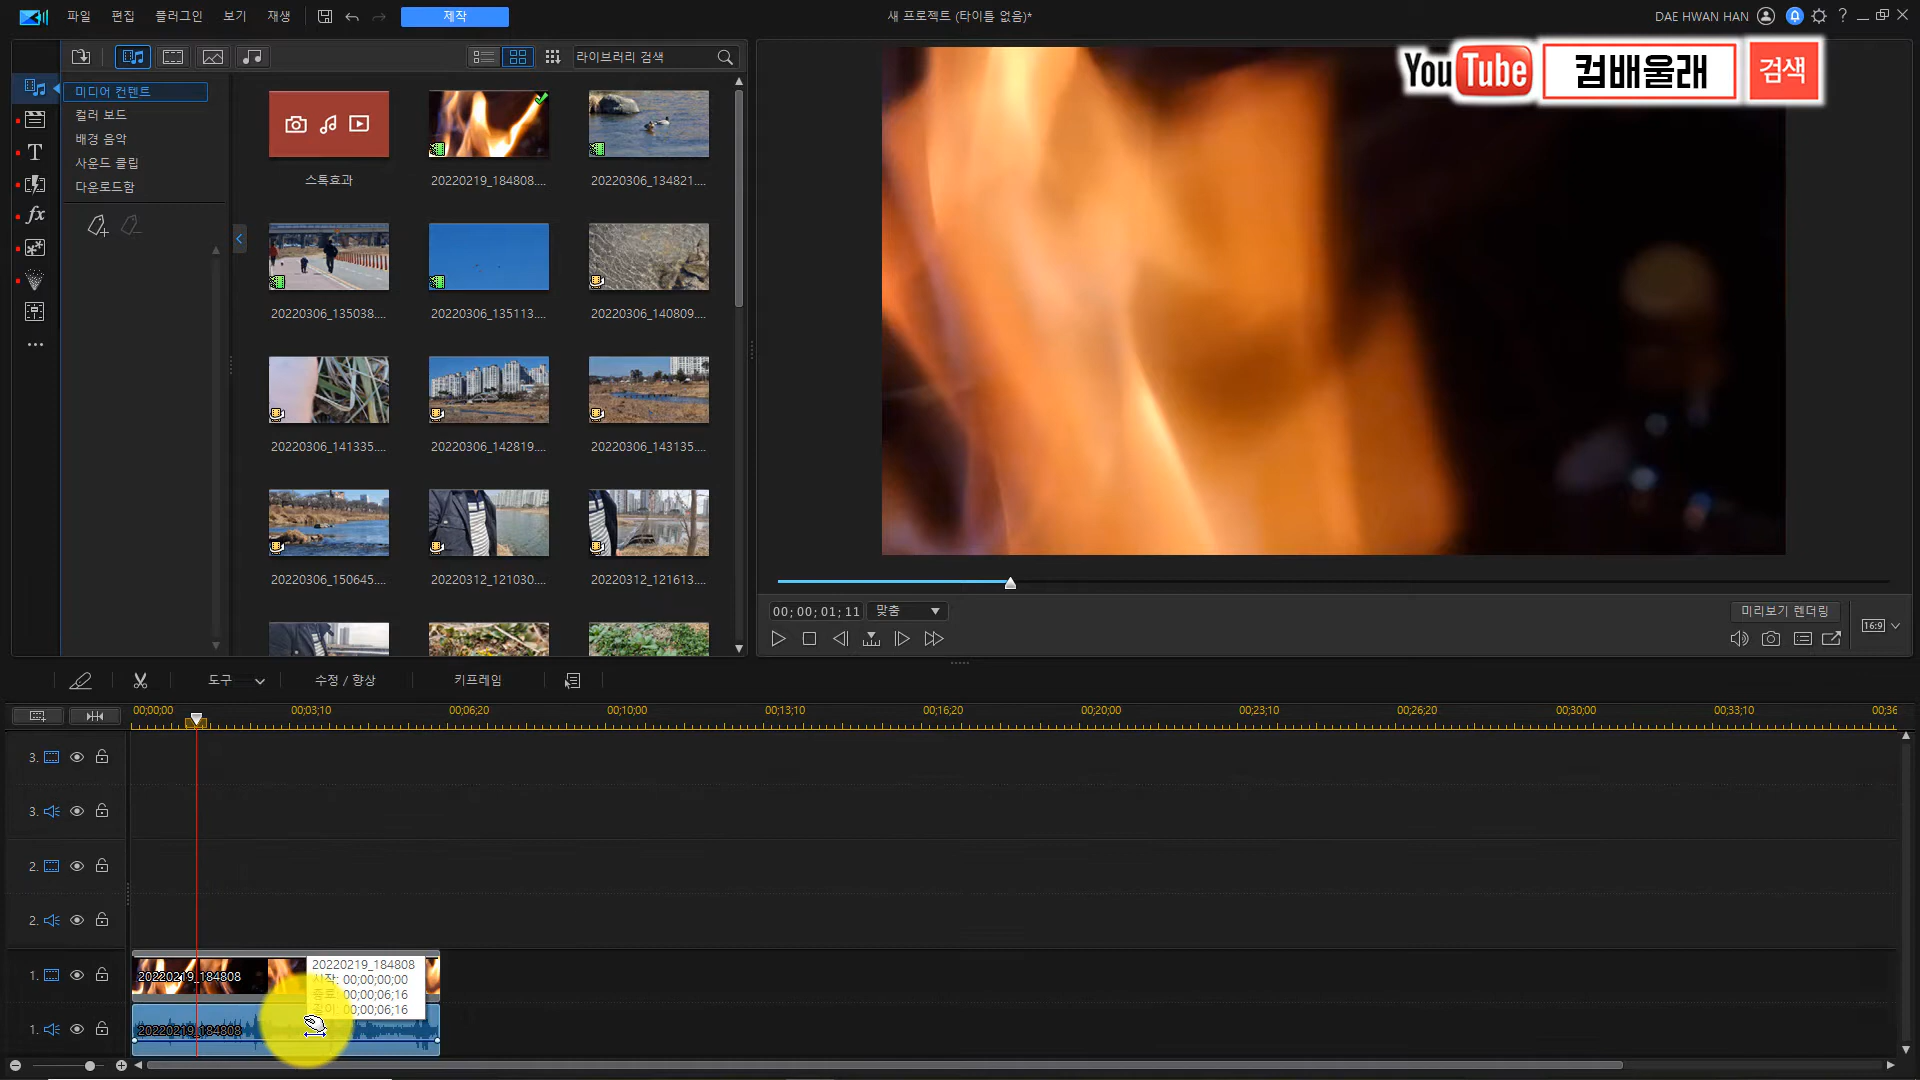 파일 편집 플러그인 보기 재생 제작 새 프로젝트 (타이틀 없음)* DAE HWAN HAN ?
라이브러리 검색
YouTube 컴배울래 검색
미디어 컨텐트
컬러 보드
배경 음악
사운드 클립
다운로드함
T
fx
스톡효과 20220219_184808.... 20220306_134821....
20220306_135038.... 20220306_135113.... 20220306_140809....
20220306_141335.... 20220306_142819.... 20220306_143135....
20220306_150645.... 20220312_121030.... 20220312_121613....
00;00;01;11 맞춤 미리보기 렌더링
16:9
도구 수정 / 향상 키프레임
00;00;00 00;03;10 00;06;20 00;10;00 00;13;10 00;16;20 00;20;00 00;23;10 00;26;20 00;30;00 00;33;10 00;36
3.
3.
2.
2.
1. 20220219_184808
20220219_184808
시작: 00;00;00;00
종료: 00;00;06;16
길이: 00;00;06;16
1. 20220219_184808